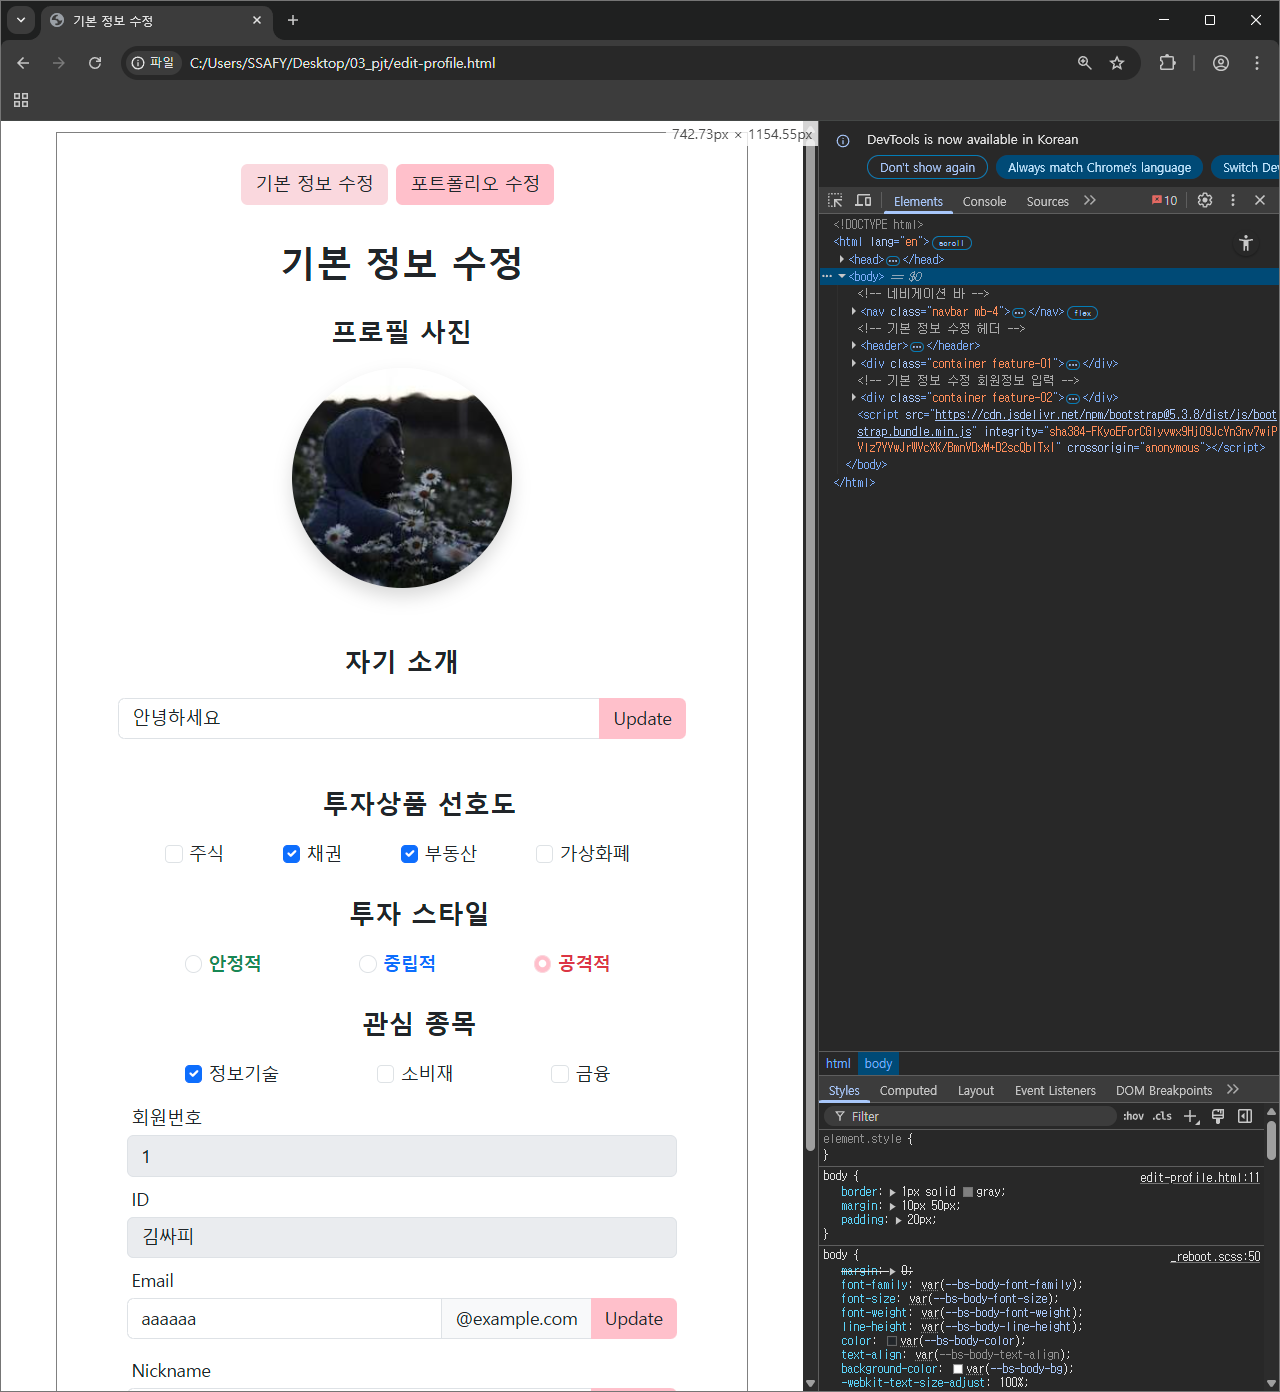 기본 정보 수정
파일 C:/Users/SSAFY/Desktop/03_pjt/edit-profile.html
742.73px × 1154.55px
기본 정보 수정 포트폴리오 수정
기본 정보 수정
프로필 사진
자기 소개
안녕하세요 Update
투자상품 선호도
주식 채권 부동산 가상화폐
투자 스타일
안정적 중립적 공격적
관심 종목
정보기술 소비재 금융
회원번호
1
ID
김싸피
Email
aaaaaa @example.com Update
Nickname
DevTools is now available in Korean
Don't show again Always match Chrome's language Switch Dev
Elements Console Sources 10
<!DOCTYPE html>
<html lang="en"> scroll
<head> </head>
<body> == $0
<!-- 네비게이션 바 -->
<nav class="navbar mb-4"> </nav> flex
<!-- 기본 정보 수정 헤더 -->
<header> </header>
<div class="container feature-01"> </div>
<!-- 기본 정보 수정 회원정보 입력 -->
<div class="container feature-02"> </div>
<script src="https://cdn.jsdelivr.net/npm/bootstrap@5.3.8/dist/js/boot
strap.bundle.min.js" integrity="sha384-FKyoEForCGlyvwx9Hj09JcYn3nv7wiP
VIz7YYwJrWVcXK/BmnVDxM+D2scQbITxI" crossorigin="anonymous"></script>
</body>
</html>
html body
Styles Computed Layout Event Listeners DOM Breakpoints
Filter :hov .cls
element.style {
}
body { edit-profile.html:11
border: 1px solid gray;
margin: 10px 50px;
padding: 20px;
}
body { _reboot.scss:50
margin: 0;
font-family: var(--bs-body-font-family);
font-size: var(--bs-body-font-size);
font-weight: var(--bs-body-font-weight);
line-height: var(--bs-body-line-height);
color: var(--bs-body-color);
text-align: var(--bs-body-text-align);
background-color: var(--bs-body-bg);
-webkit-text-size-adjust: 100%;